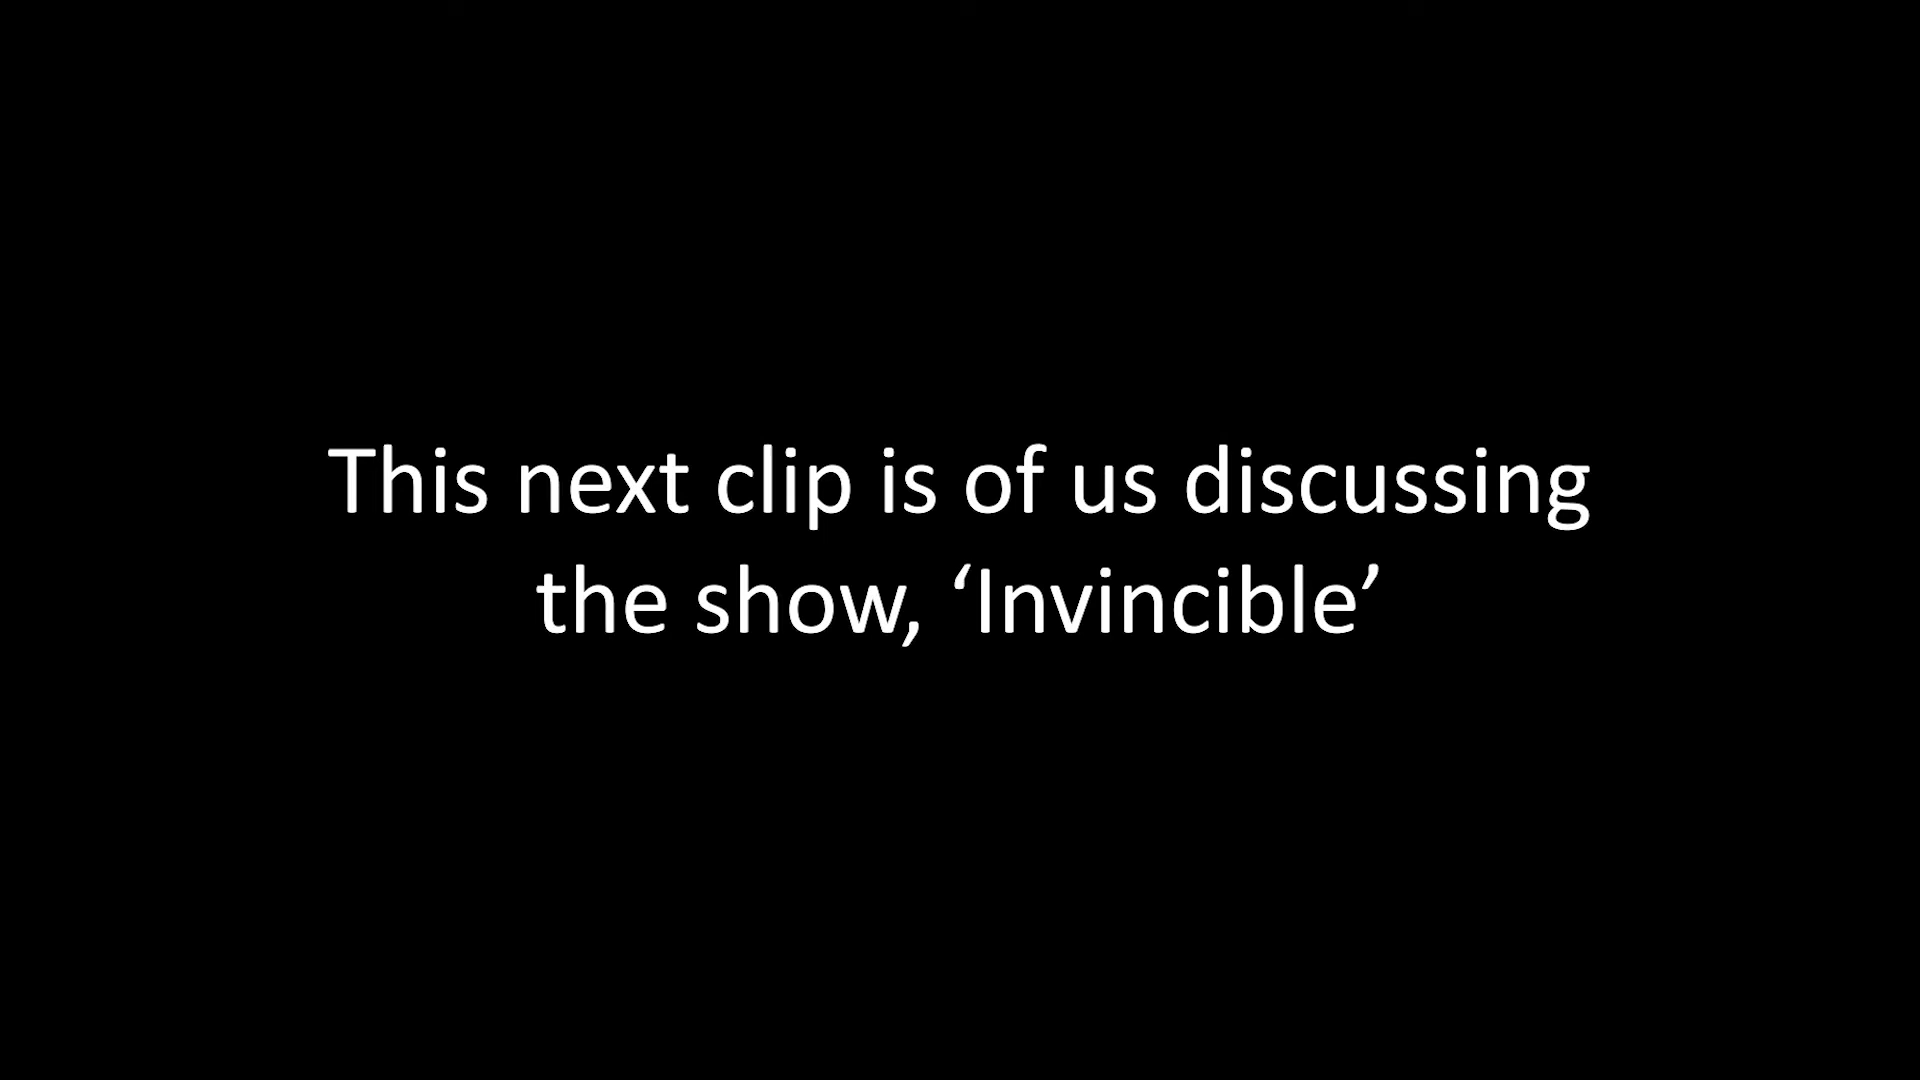 This next clip is of us discussing
the show, ‘Invincible’